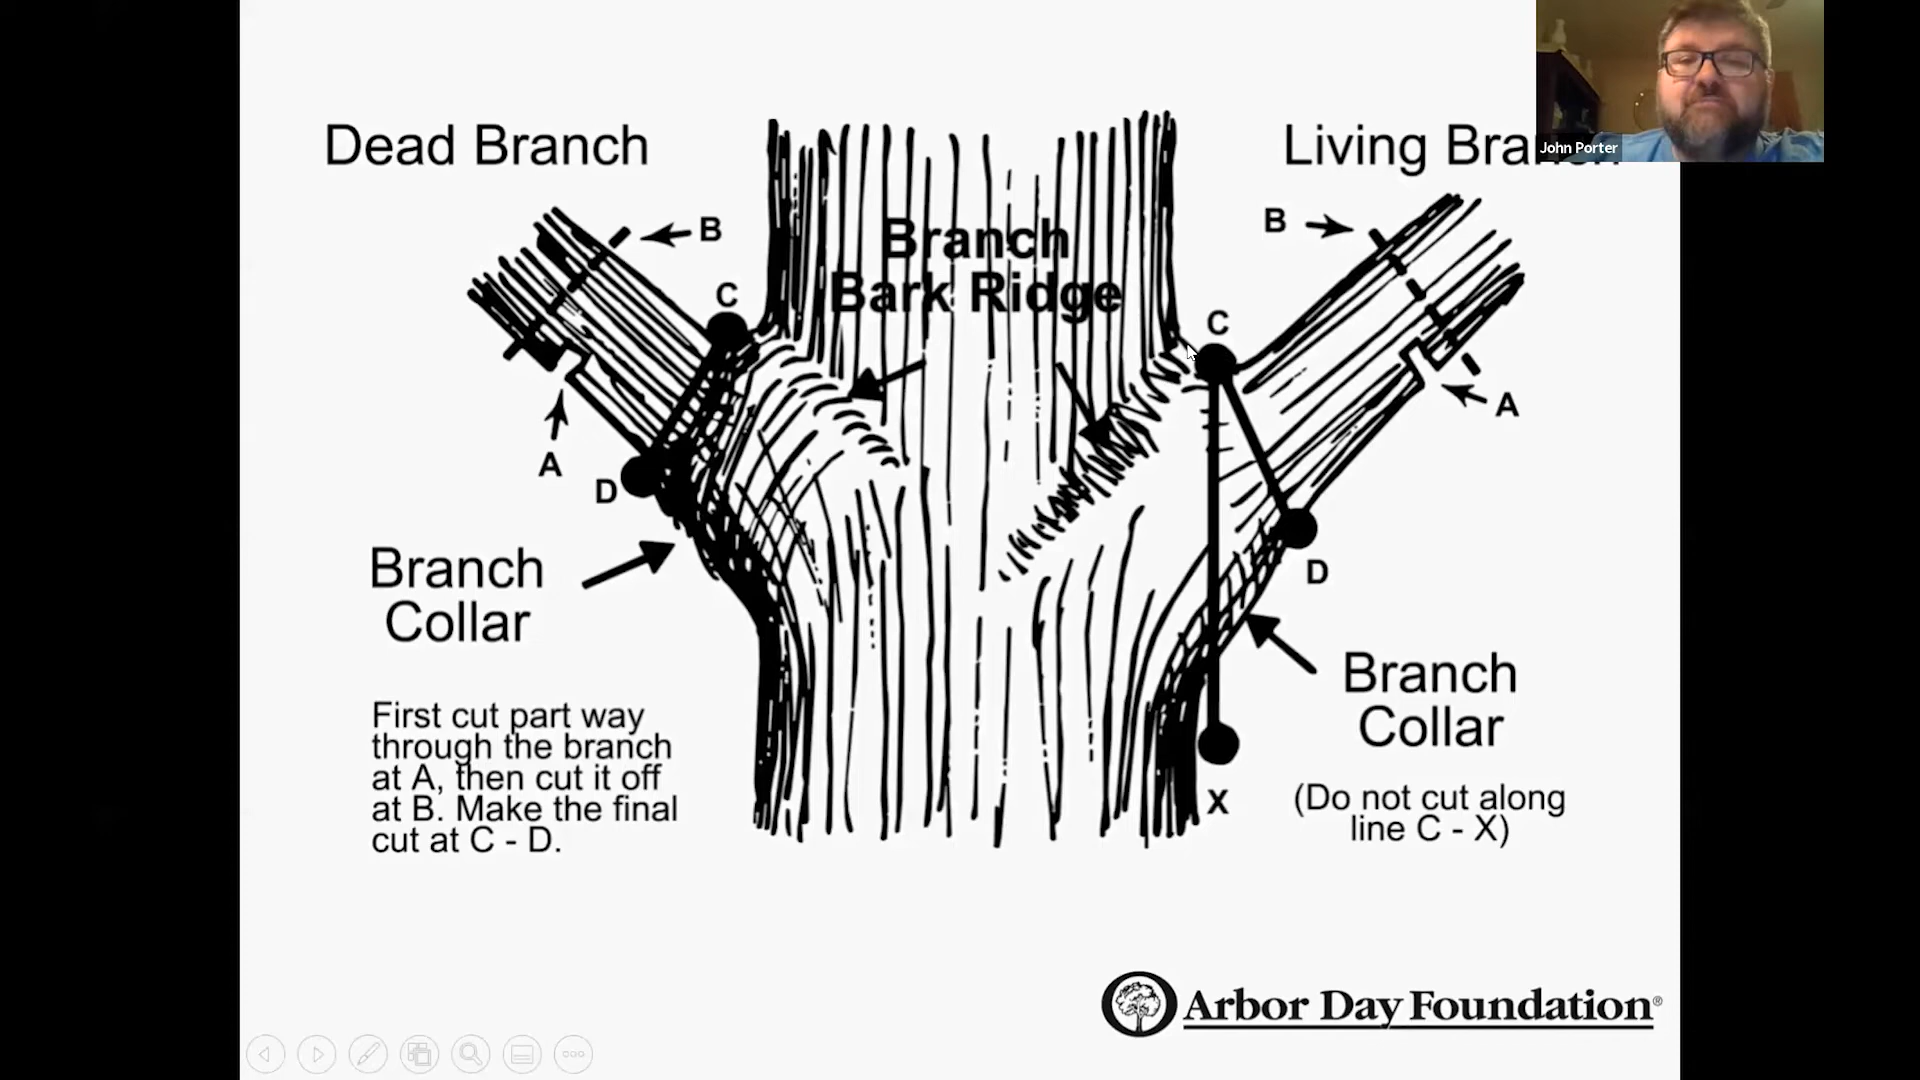 Dead Branch
Living Bra
John Porter
B
B
Branch
Bark Ridge
C
C
A
A
D
D
Branch
Collar
Branch
Collar
First cut part way
through the branch
at A, then cut it off
at B. Make the final
cut at C - D.
X
(Do not cut along
line C - X)
Arbor Day Foundation®